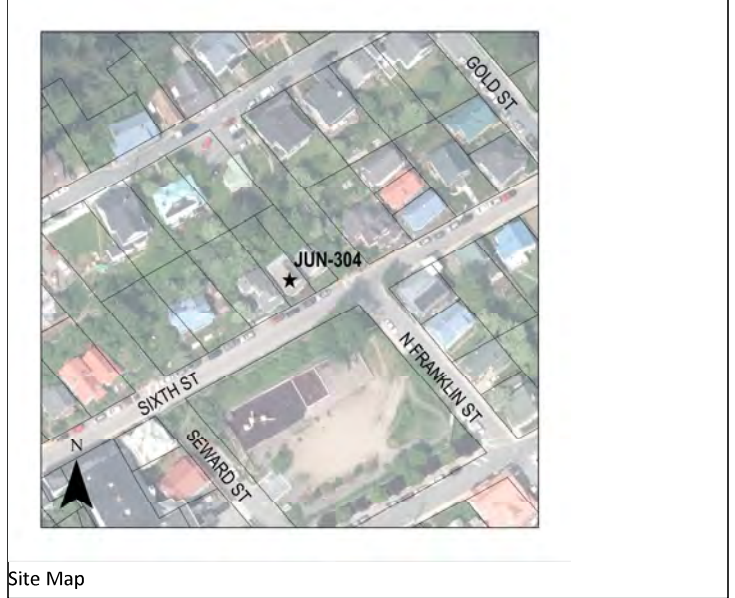 GOLD ST
JUN-304
N FRANKLIN ST
SIXTH ST
SEWARD ST
N
Site Map